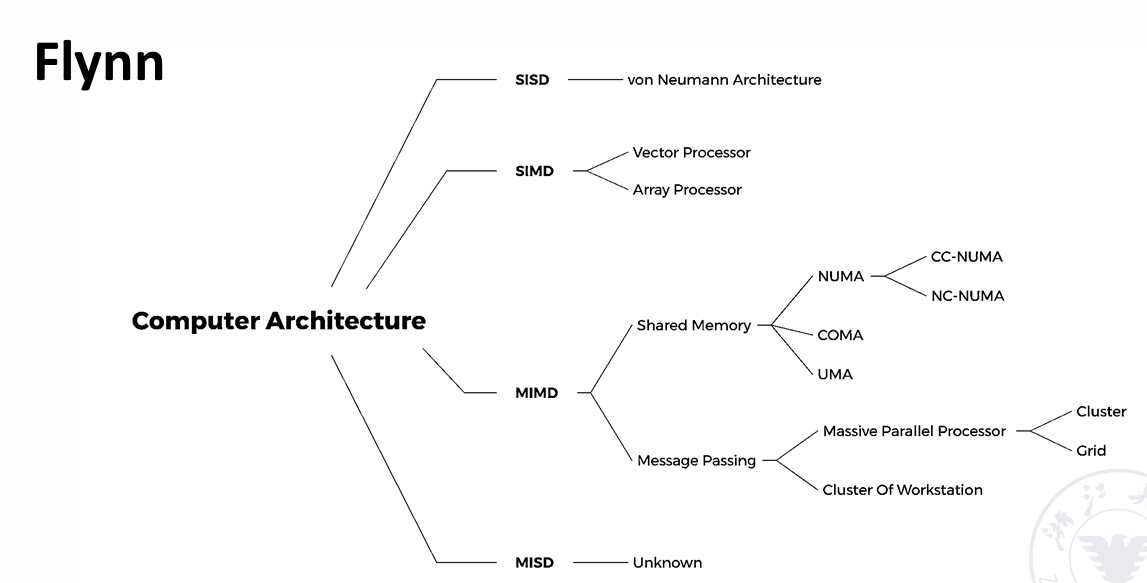 Flynn
SISD
von Neumann Architecture
SIMD
Vector Processor
Array Processor
Computer Architecture
MIMD
Shared Memory
NUMA
CC-NUMA
NC-NUMA
COMA
UMA
Message Passing
Massive Parallel Processor
Cluster
Grid
Cluster Of Workstation
MISD
Unknown